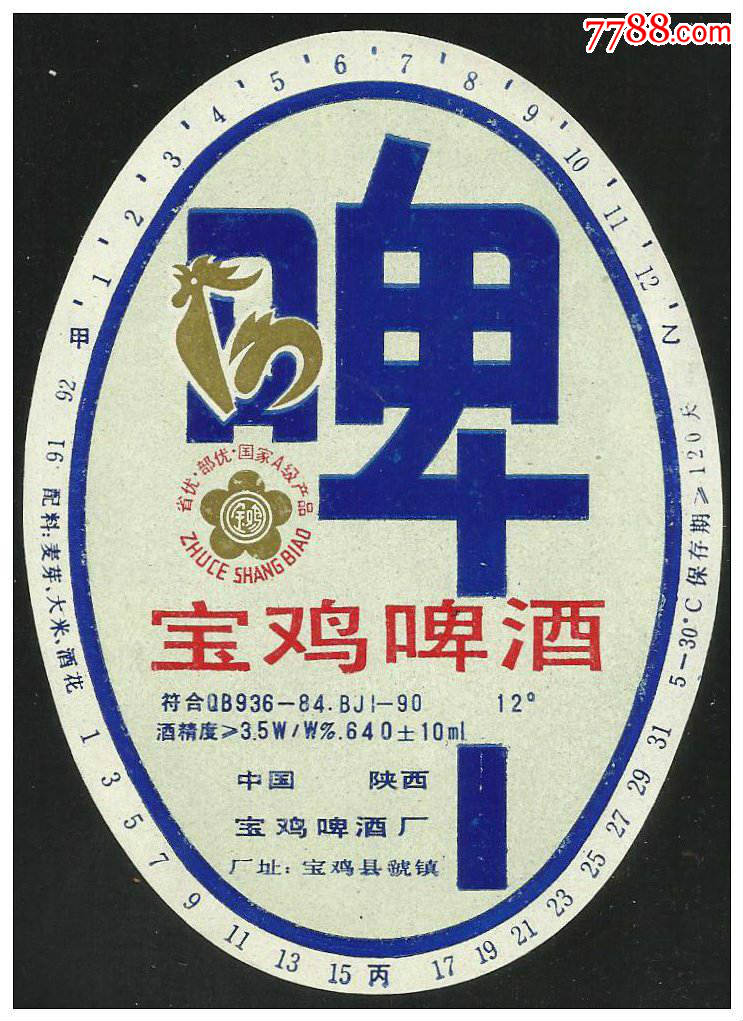 7788.com
91 92 甲 1 2 3 4 5 6 7 8 9 10 11 12 乙
啤
省优·部优·国家A级产品
宝鸡
ZHUCE SHANG BIAO
宝鸡啤酒
符合QB936-84.BJ1-90 12°
酒精度≥3.5W/W%.640±10ml
中国 陕西
宝鸡啤酒厂
厂址:宝鸡县虢镇
配料:麦芽、大米、酒花
1 3 5 7 9 11 13 15 丙 17 19 21 23 25 27 29 31
5-30°C保存期≥120天